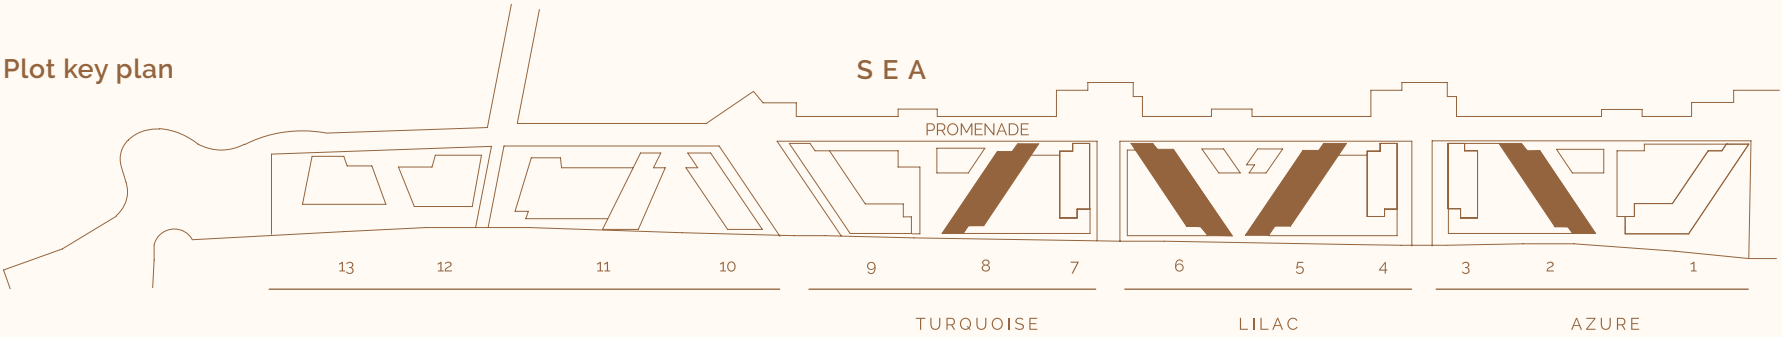 Plot key plan
SEA
PROMENADE
13 12 11 10 9 8 7 6 5 4 3 2 1
TURQUOISE LILAC AZURE